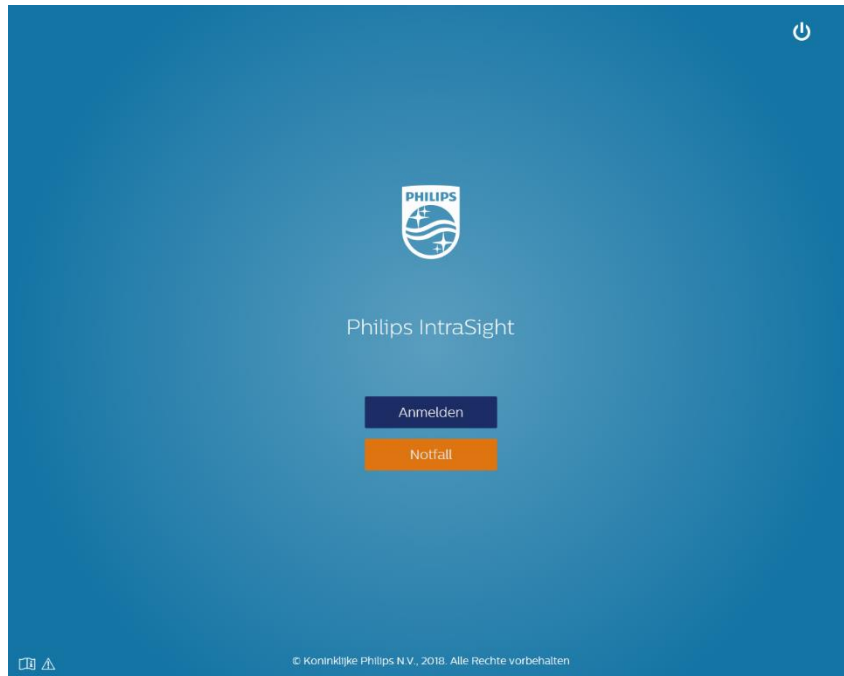 PHILIPS
Philips IntraSight
Anmelden
Notfall
© Koninklijke Philips N.V., 2018. Alle Rechte vorbehalten